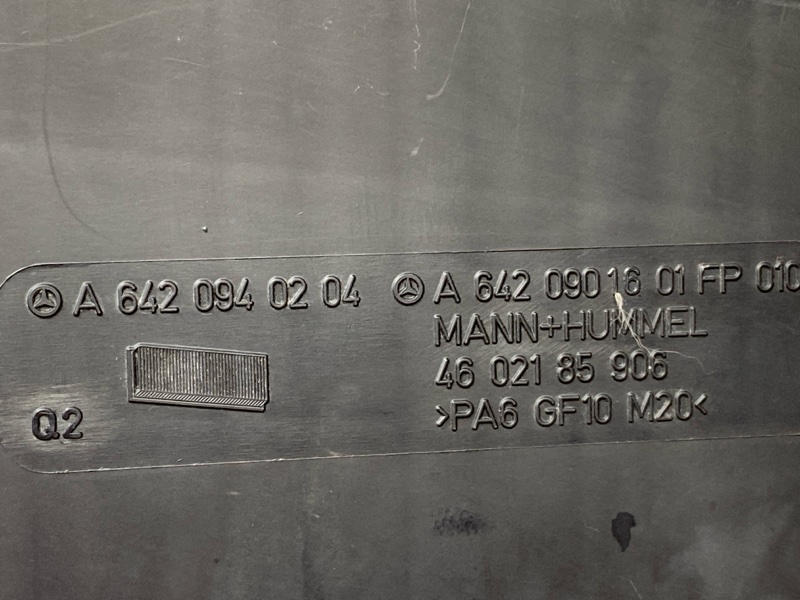 A 642 094 02 04
A 642 090 16 01 FP 010
MANN+HUMMEL
46 021 85 906
>PA6 GF10 M20<
Q2